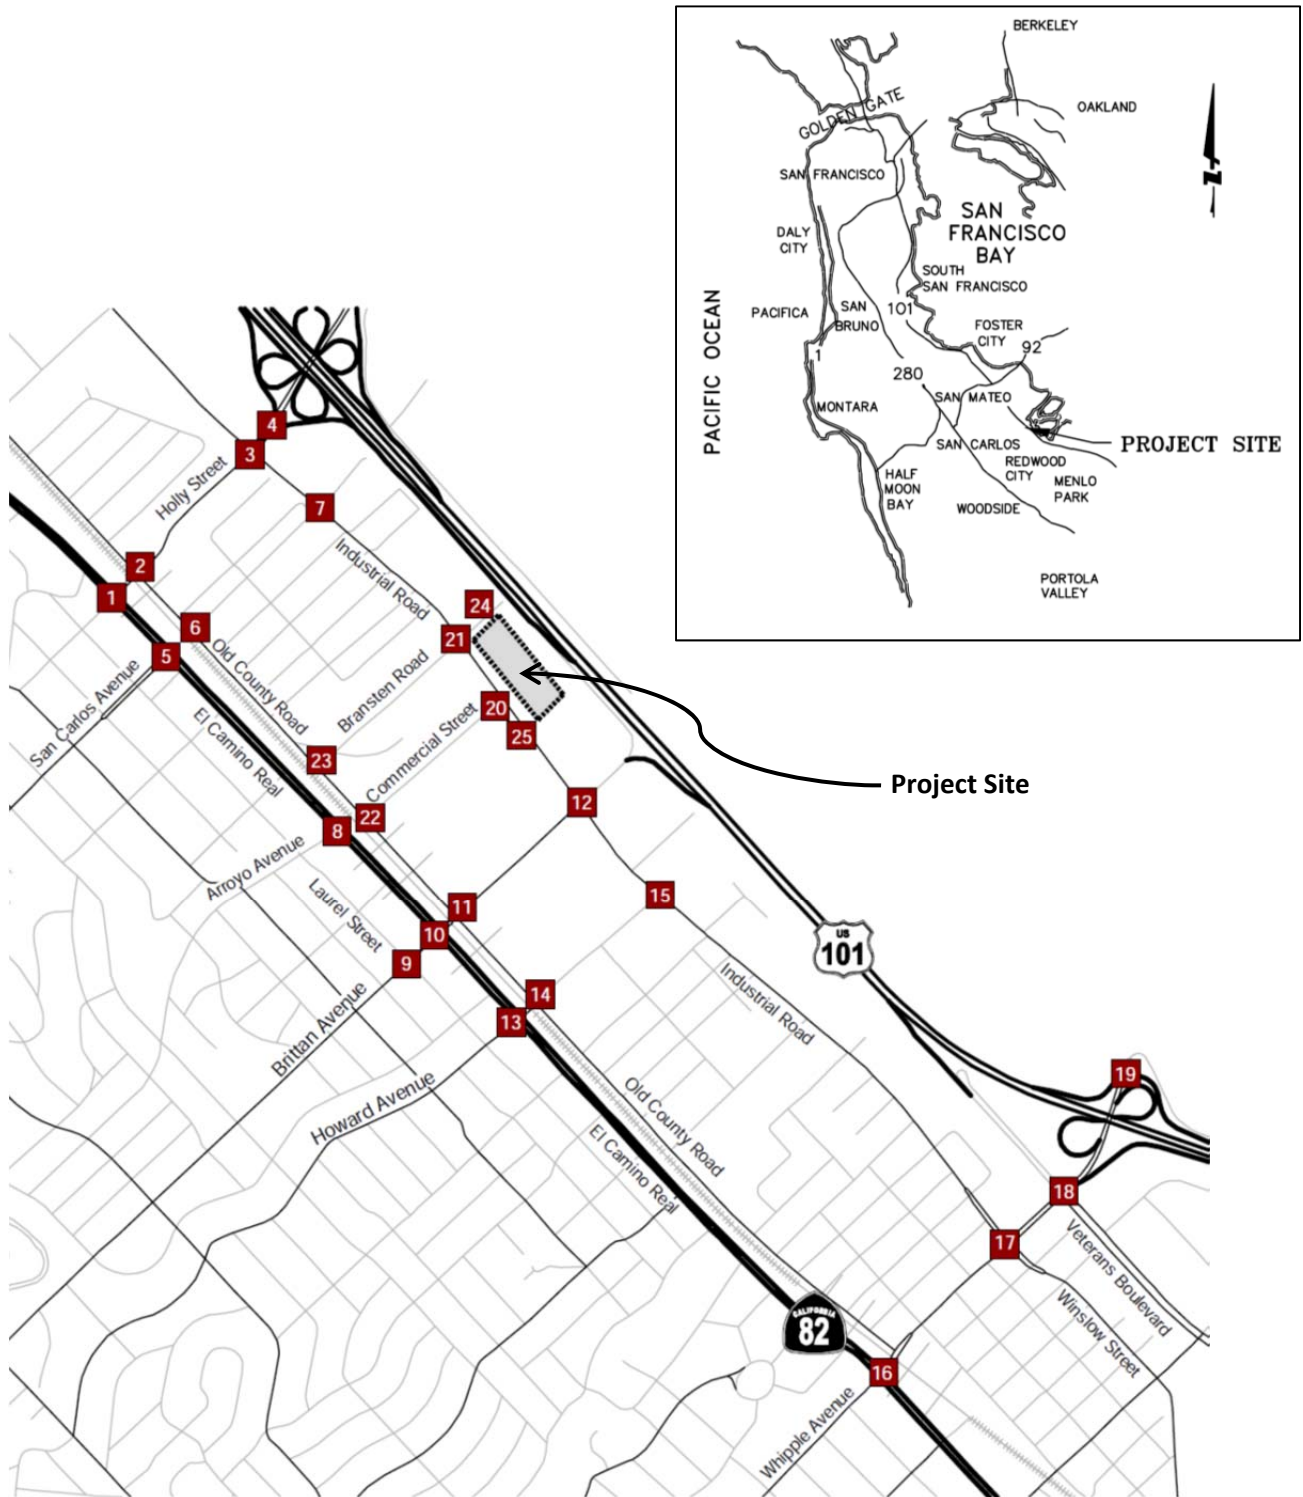 BERKELEY
OAKLAND
GOLDEN GATE
SAN FRANCISCO
SAN
FRANCISCO
BAY
DALY
CITY
SOUTH
SAN FRANCISCO
PACIFIC OCEAN
PACIFICA
SAN
BRUNO
101
FOSTER
CITY
92
1
280
MONTARA
SAN MATEO
SAN CARLOS
PROJECT SITE
REDWOOD
CITY
MENLO
PARK
HALF
MOON
BAY
WOODSIDE
PORTOLA
VALLEY
4
3
Holly Street
7
2
1
Industrial Road
24
6
21
5
Old County Road
Bransten Road
San Carlos Avenue
El Camino Real
20
Commercial Street
25
23
Project Site
12
22
8
Arroyo Avenue
Laurel Street
15
11
10
9
US
101
Industrial Road
14
13
Brittan Avenue
Howard Avenue
Old County Road
El Camino Real
19
18
17
Veterans Boulevard
Winslow Street
CALIFORNIA
82
16
Whipple Avenue